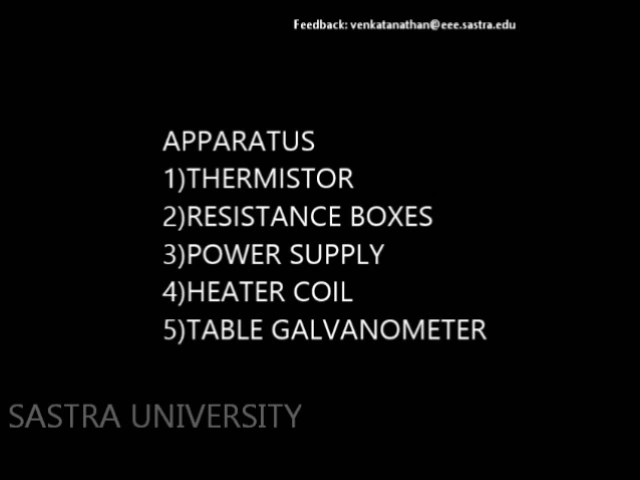 Feedback: venkatanathan@eee.sastra.edu
APPARATUS
1)THERMISTOR
2)RESISTANCE BOXES
3)POWER SUPPLY
4)HEATER COIL
5)TABLE GALVANOMETER
SASTRA UNIVERSITY